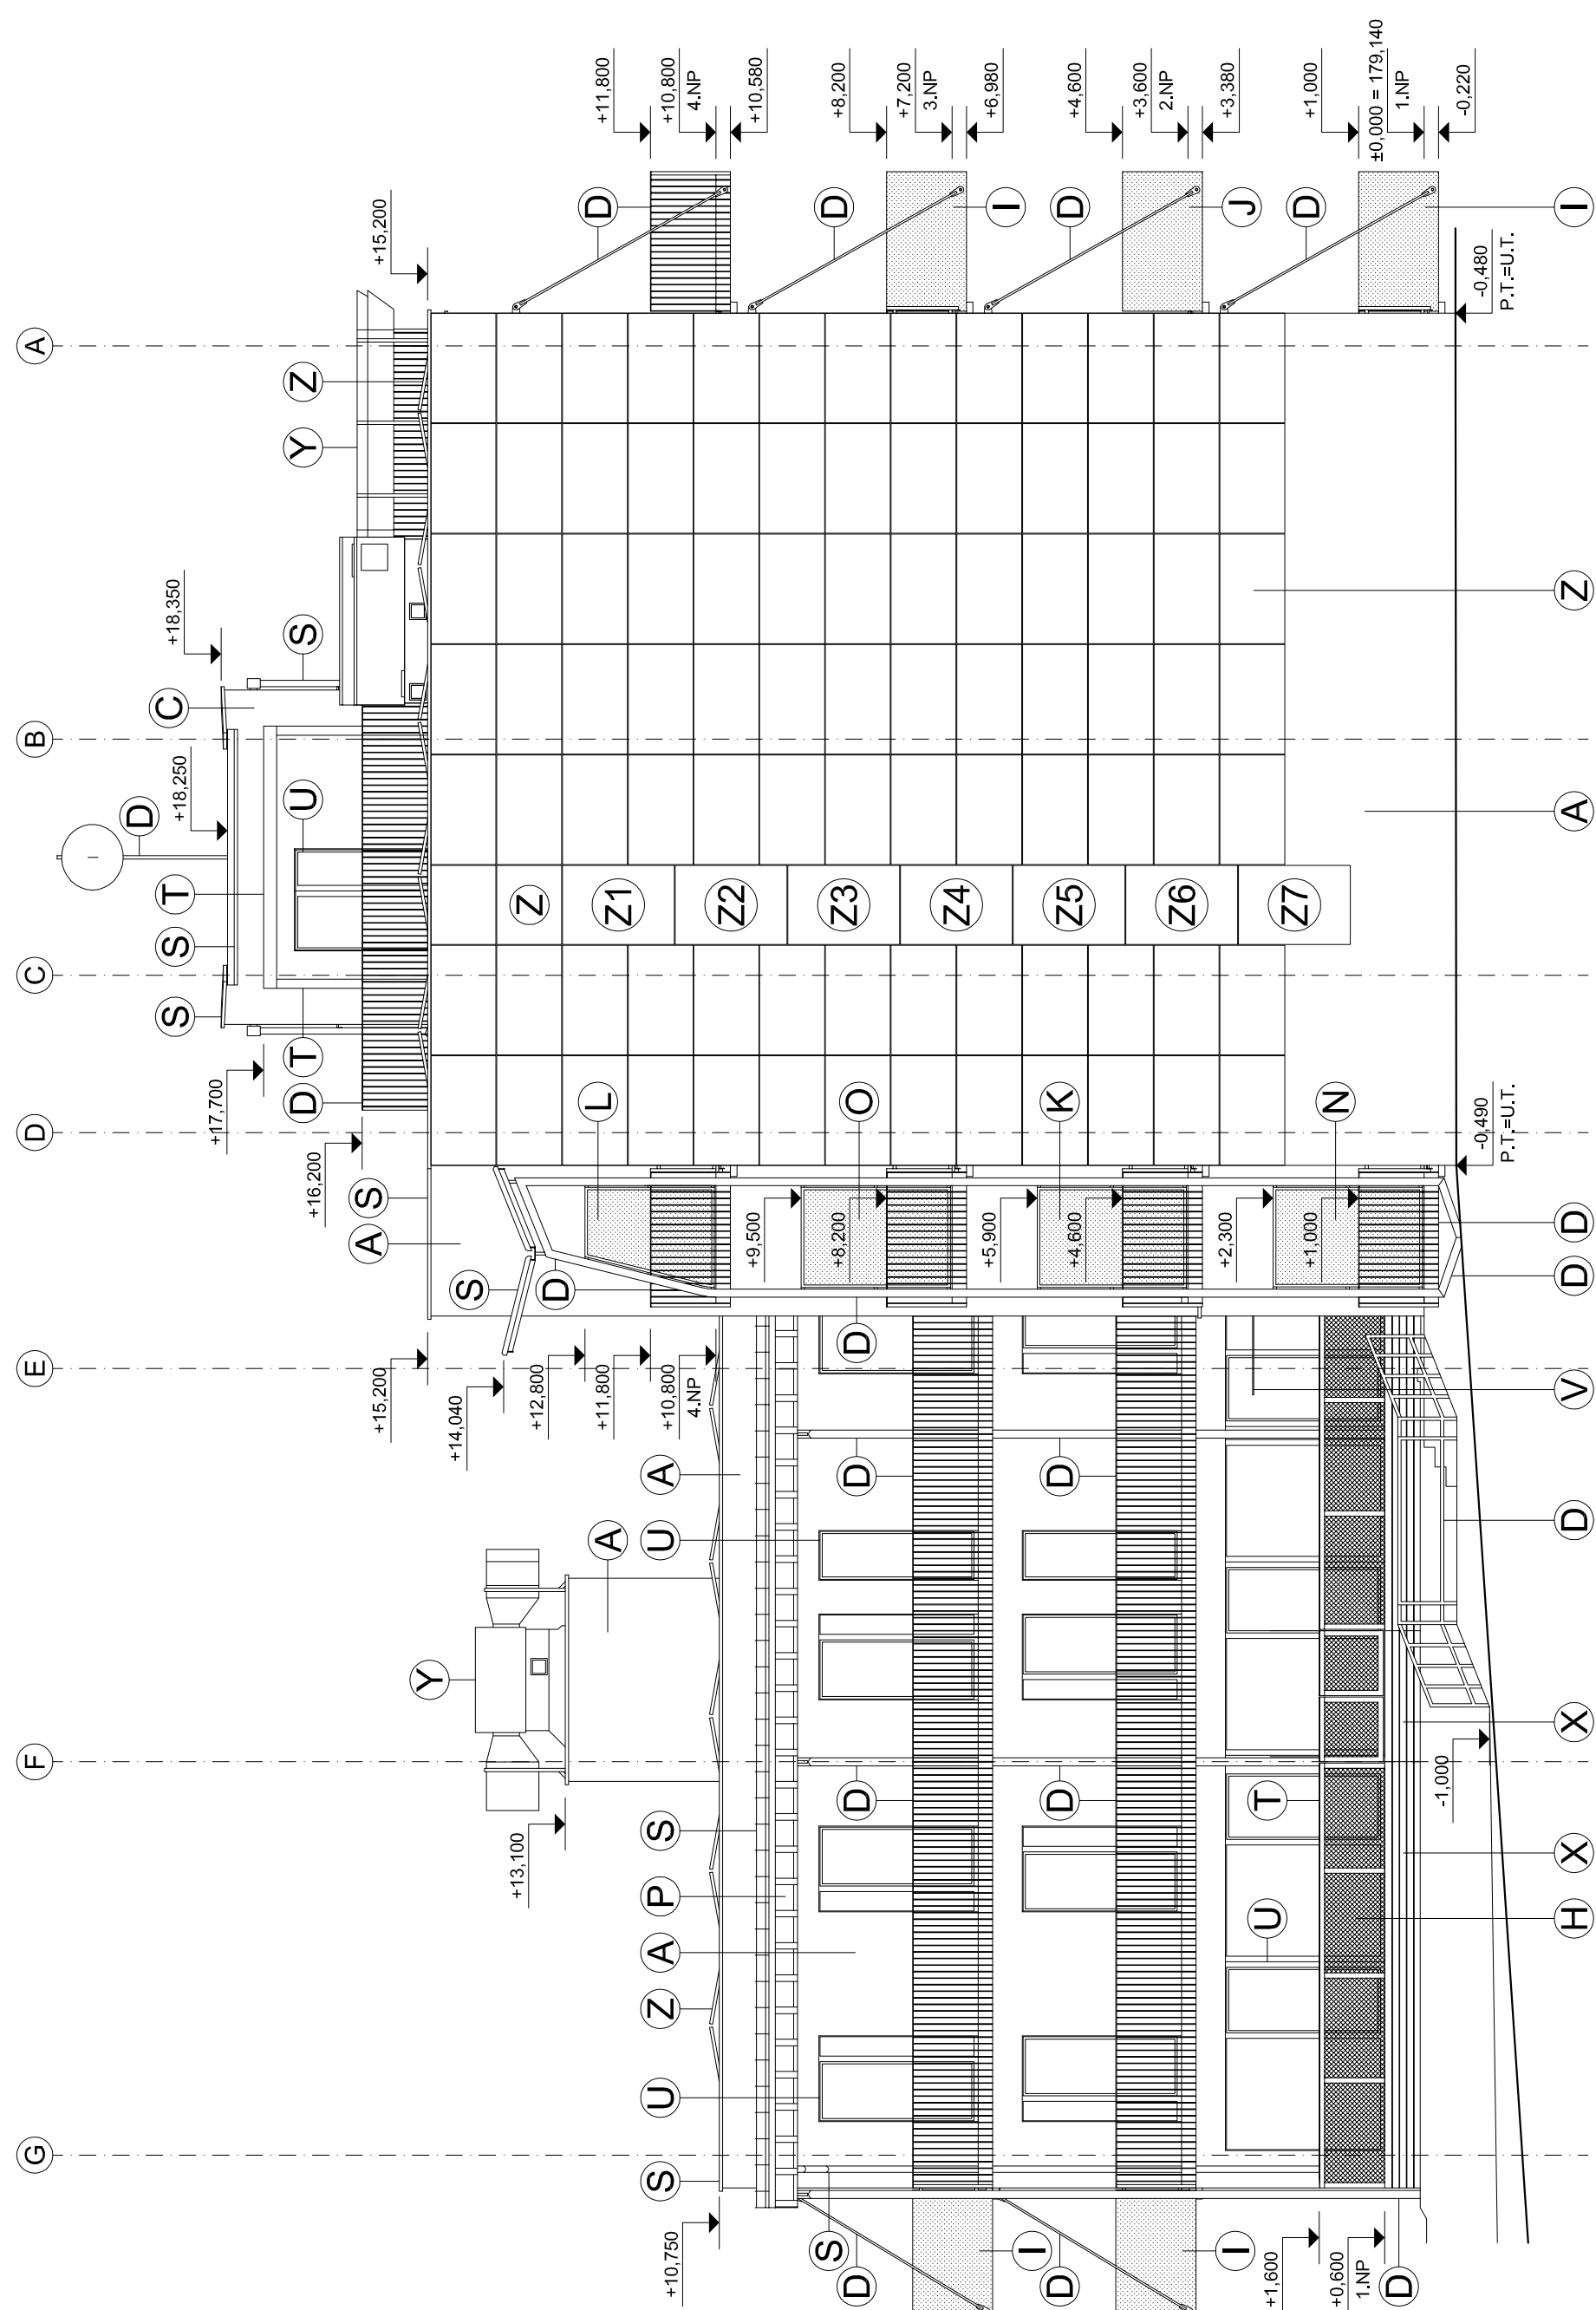 G
F
E
D
C
B
A
D
S
S
T
C
+18,350
+18,250
+17,700
D
T
U
S
Y
Z
+16,200
A
S
+15,200
+15,200
Y
+14,040
S
+13,100
Z
+12,800
D
L
D
+11,800
+11,800
A
Z1
S
U
Z
A
P
S
U
A
+10,800
4.NP
+10,800
4.NP
+10,750
Z2
+9,500
+10,580
S
D
+8,200
+8,200
Z3
D
D
D
D
O
+7,200
3.NP
Z4
+5,900
+6,980
I
I
D
D
D
K
D
Z5
+4,600
+4,600
+3,600
2.NP
Z6
+2,300
+3,380
I
J
U
T
+1,600
Z7
D
+1,000
+1,000
N
+0,600
1.NP
±0,000 = 179,140
1.NP
D
-1,000
-0,220
-0,490
P.T.=U.T.
-0,480
P.T.=U.T.
H
X
X
D
V
D
D
A
Z
I